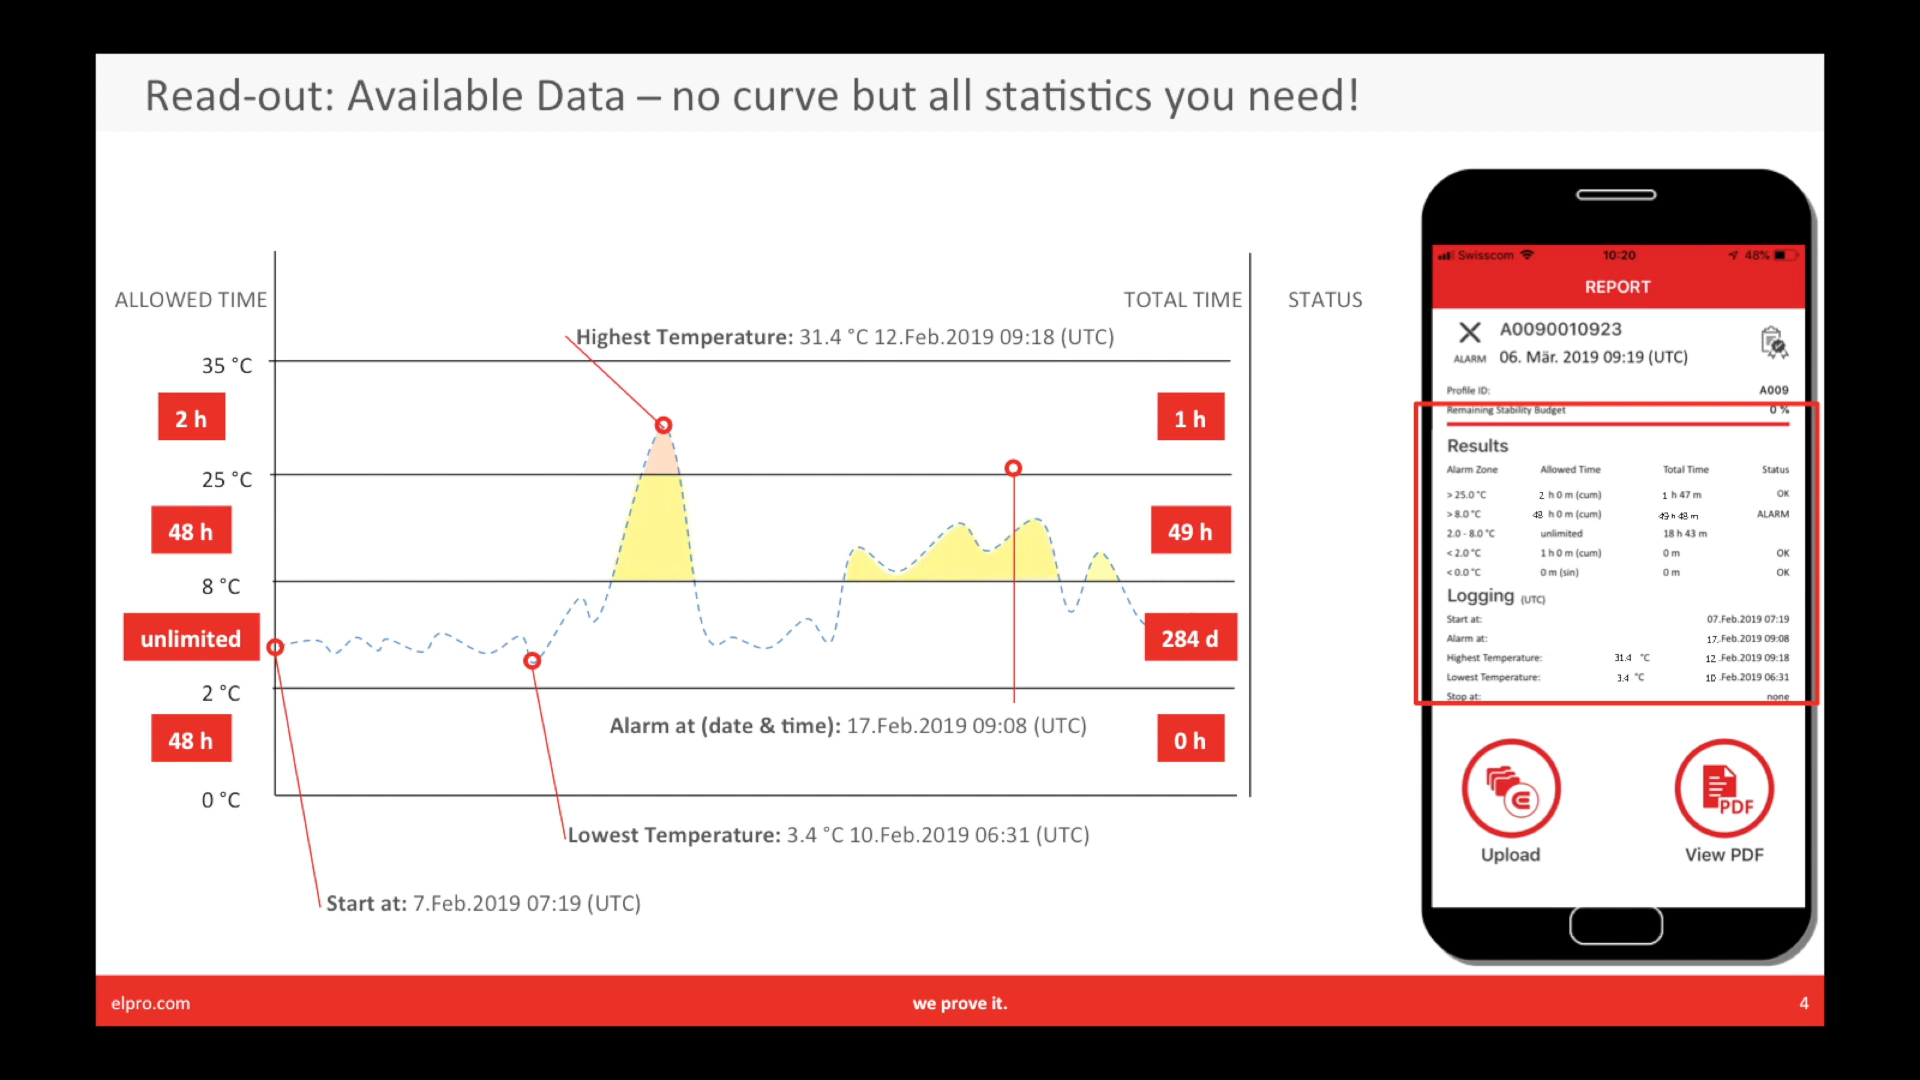 Read-out: Available Data – no curve but all statistics you need!
ALLOWED TIME
TOTAL TIME
STATUS
Highest Temperature: 31.4 °C 12.Feb.2019 09:18 (UTC)
35 °C
2 h
1 h
25 °C
48 h
49 h
8 °C
unlimited
284 d
2 °C
Alarm at (date & time): 17.Feb.2019 09:08 (UTC)
48 h
0 h
0 °C
Lowest Temperature: 3.4 °C 10.Feb.2019 06:31 (UTC)
Start at: 7.Feb.2019 07:19 (UTC)
Swisscom 10:20 48%
REPORT
A0090010923
ALARM 06. Mär. 2019 09:19 (UTC)
Profile ID: A009
Remaining Stability Budget 0 %
Results
Alarm Zone Allowed Time Total Time Status
> 25.0 °C 2 h 0 m (cum) 1 h 47 m OK
> 8.0 °C 48 h 0 m (cum) 49 h 48 m ALARM
2.0 - 8.0 °C unlimited 18 h 43 m
< 2.0 °C 1 h 0 m (cum) 0 m OK
< 0.0 °C 0 m (sin) 0 m OK
Logging (UTC)
Start at: 07.Feb.2019 07:19
Alarm at: 17.Feb.2019 09:08
Highest Temperature: 31.4 °C 12.Feb.2019 09:18
Lowest Temperature: 3.4 °C 10.Feb.2019 06:31
Stop at: none
PDF
Upload
View PDF
elpro.com
we prove it.
4